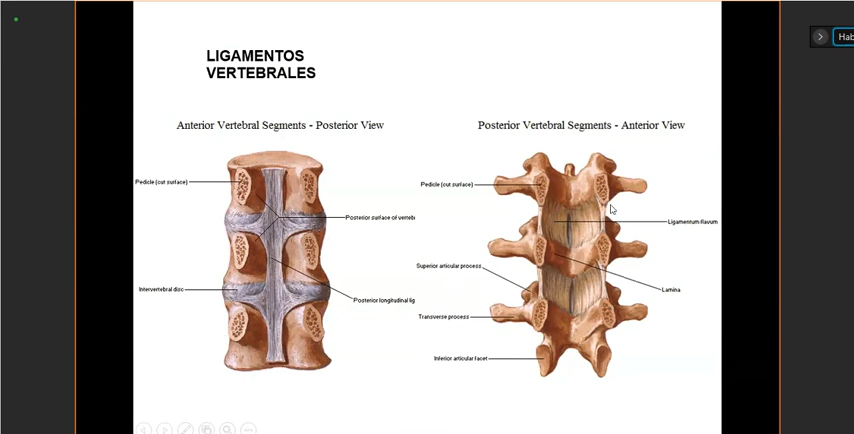 LIGAMENTOS
VERTEBRALES
Anterior Vertebral Segments - Posterior View
Pedicle (cut surface)
Posterior surface of verteb
Intervertebral disc
Posterior longitudinal lig
Posterior Vertebral Segments - Anterior View
Pedicle (cut surface)
Ligamentum flavum
Superior articular process
Lamina
Transverse process
Inferior articular facet
Hab